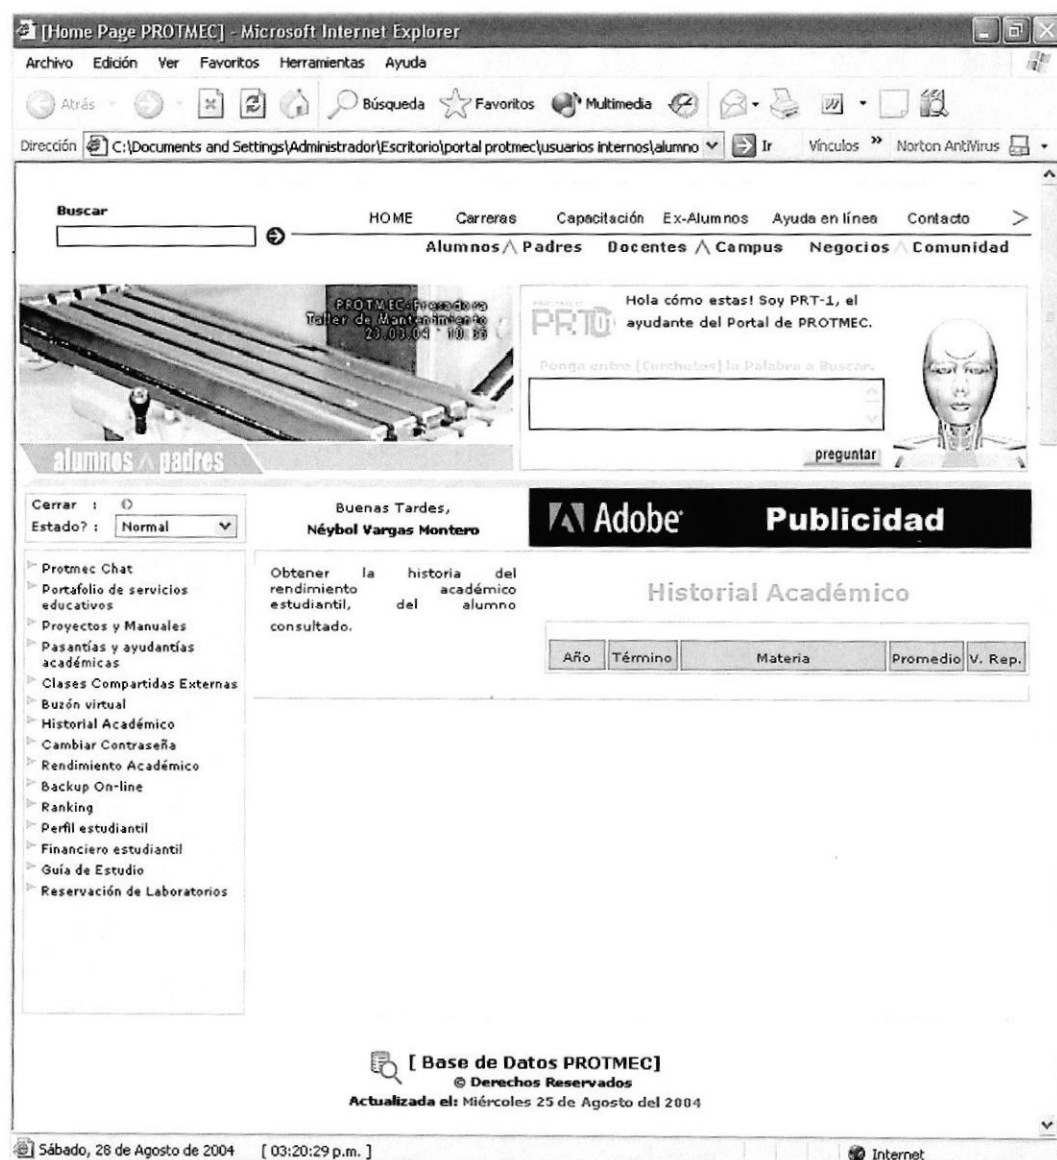 [Home Page PROTMEC] - Microsoft Internet Explorer
Archivo Edición Ver Favoritos Herramientas Ayuda
Atrás Búsqueda Favoritos Multimedia
Dirección C:\Documents and Settings\Administrador\Escritorio\portal protmec\usuarios internos\alumno Ir Vínculos » Norton AntiVirus
Buscar
HOME Carreras Capacitación Ex-Alumnos Ayuda en línea Contacto >
Alumnos Padres Docentes Campus Negocios Comunidad
PROTMEC-Fresadora
Taller de Mantenimiento
Hola cómo estas! Soy PRT-1, el
ayudante del Portal de PROTMEC.
Ponga entre [Corchetes] la Palabra a Buscar.
preguntar
alumnos padres
Cerrar :
Estado? : Normal
Buenas Tardes,
Néybol Vargas Montero
Adobe Publicidad
Protmec Chat
Portafolio de servicios
educativos
Proyectos y Manuales
Pasantías y ayudantías
académicas
Clases Compartidas Externas
Buzón virtual
Historial Académico
Cambiar Contraseña
Rendimiento Académico
Backup On-line
Ranking
Perfil estudiantil
Financiero estudiantil
Guía de Estudio
Reservación de Laboratorios
Obtener la historia del
rendimiento académico
estudiantil, del alumno
consultado.
Historial Académico
Año Término Materia Promedio V. Rep.
[ Base de Datos PROTMEC]
© Derechos Reservados
Actualizada el: Miércoles 25 de Agosto del 2004
Sábado, 28 de Agosto de 2004 [ 03:20:29 p.m. ] Internet